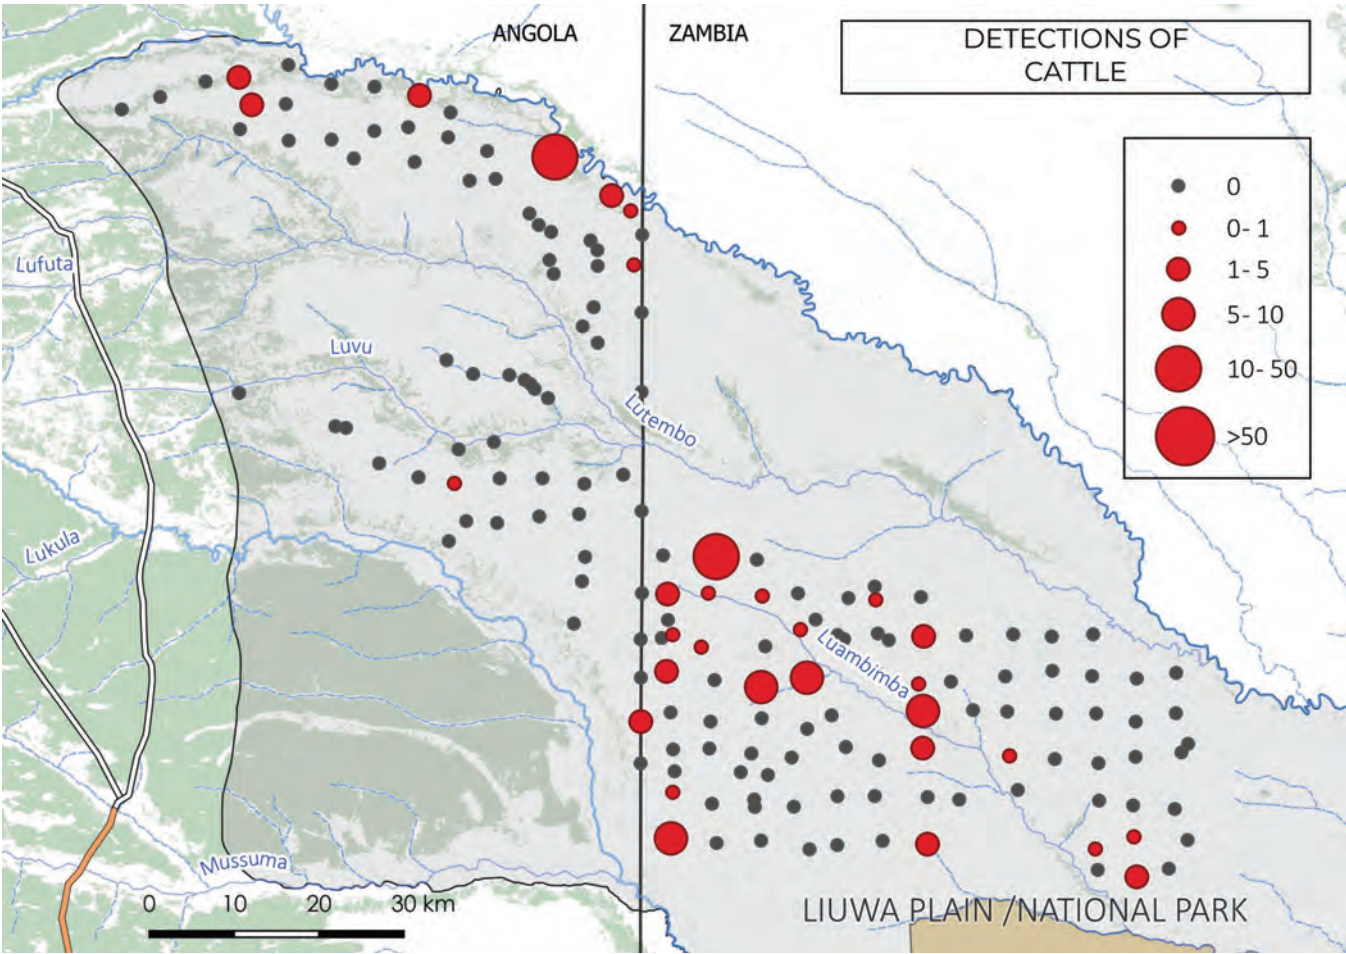 ANGOLA
ZAMBIA
DETECTIONS OF
CATTLE
0
0- 1
1- 5
5- 10
10- 50
>50
Lufuta
Luvu
Lutembo
Lukula
Luambimba
Mussuma
0 10 20 30 km
LIUWA PLAIN /NATIONAL PARK